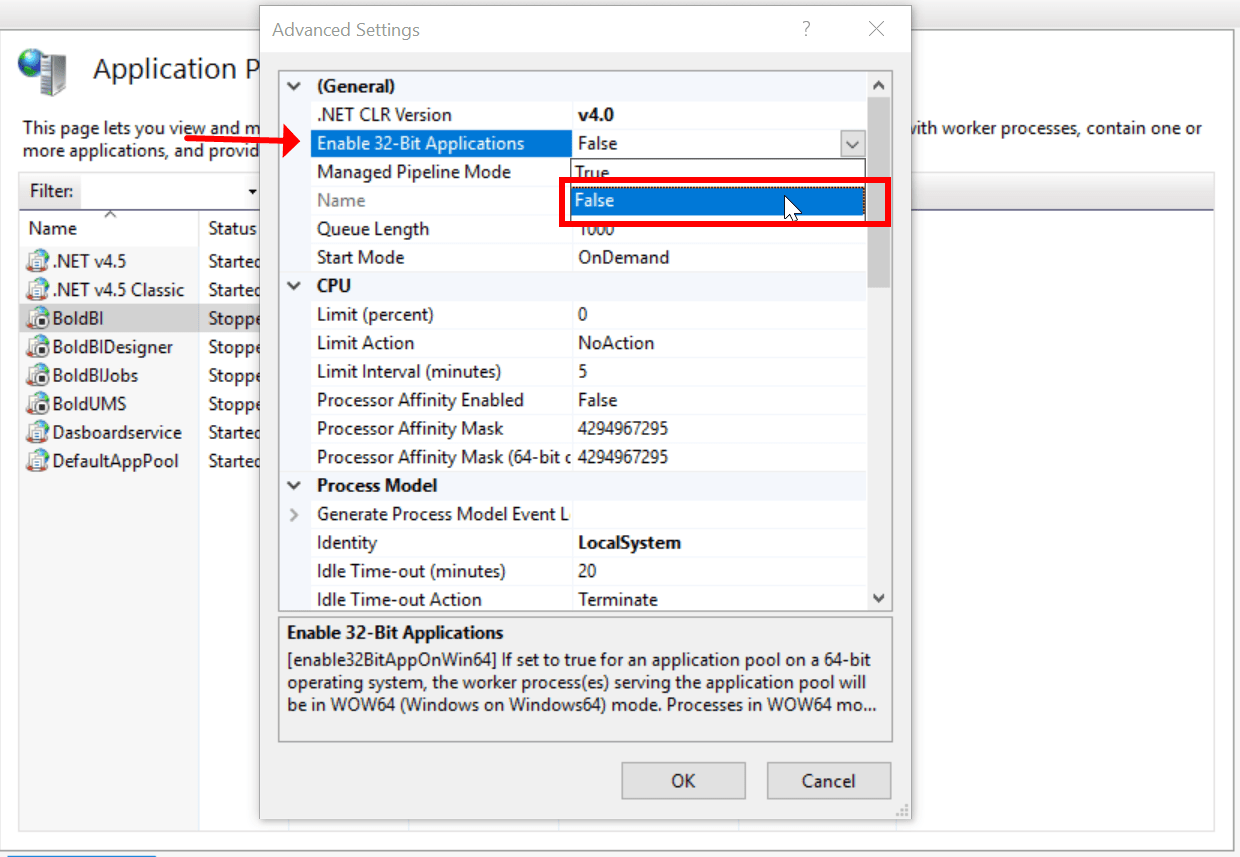 Advanced Settings ?
Application P
This page lets you view and m
more applications, and provid
with worker processes, contain one or
Filter:
Name Status
.NET v4.5 Started
.NET v4.5 Classic Started
BoldBI Stoppe
BoldBIDesigner Stoppe
BoldBIJobs Stoppe
BoldUMS Stoppe
Dasboardservice Started
DefaultAppPool Started
(General)
.NET CLR Version v4.0
Enable 32-Bit Applications False
Managed Pipeline Mode True
Name False
Queue Length 1000
Start Mode OnDemand
CPU
Limit (percent) 0
Limit Action NoAction
Limit Interval (minutes) 5
Processor Affinity Enabled False
Processor Affinity Mask 4294967295
Processor Affinity Mask (64-bit o 4294967295
Process Model
Generate Process Model Event L
Identity LocalSystem
Idle Time-out (minutes) 20
Idle Time-out Action Terminate
Enable 32-Bit Applications
[enable32BitAppOnWin64] If set to true for an application pool on a 64-bit
operating system, the worker process(es) serving the application pool will
be in WOW64 (Windows on Windows64) mode. Processes in WOW64 mo...
OK Cancel